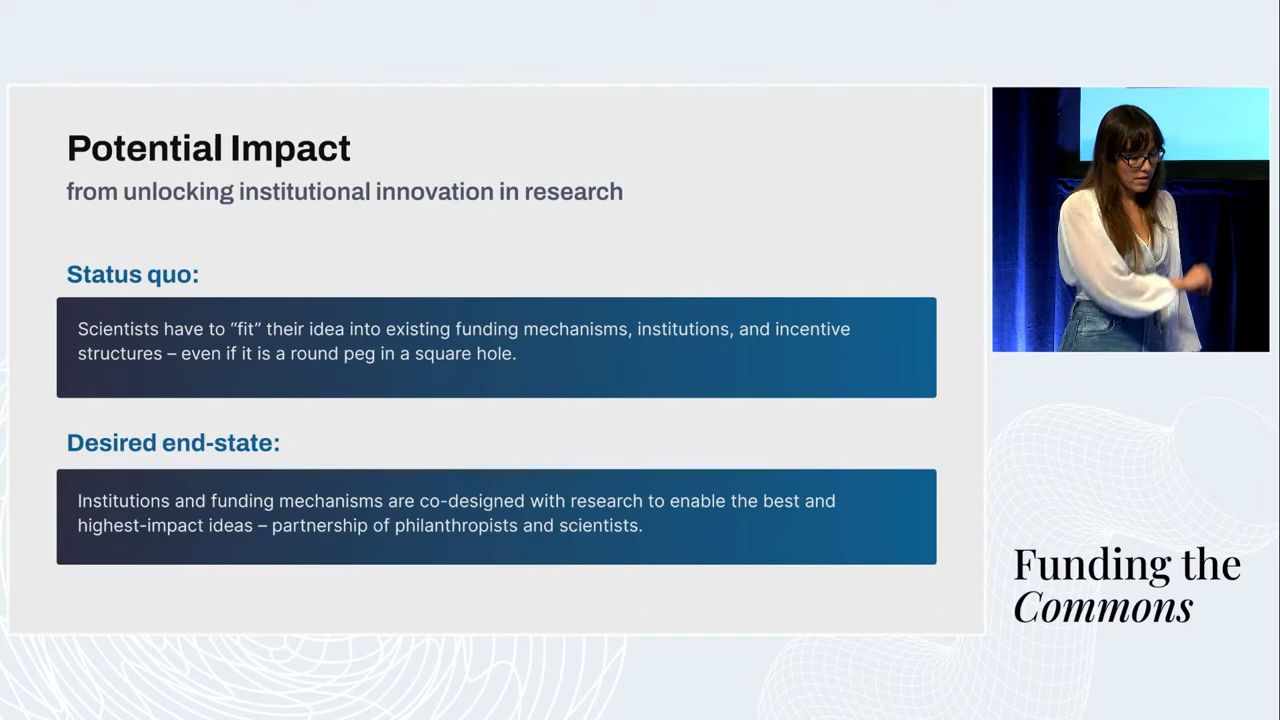 Potential Impact
from unlocking institutional innovation in research
Status quo:
Scientists have to “fit” their idea into existing funding mechanisms, institutions, and incentive
structures – even if it is a round peg in a square hole.
Desired end-state:
Institutions and funding mechanisms are co-designed with research to enable the best and
highest-impact ideas – partnership of philanthropists and scientists.
Funding the
Commons